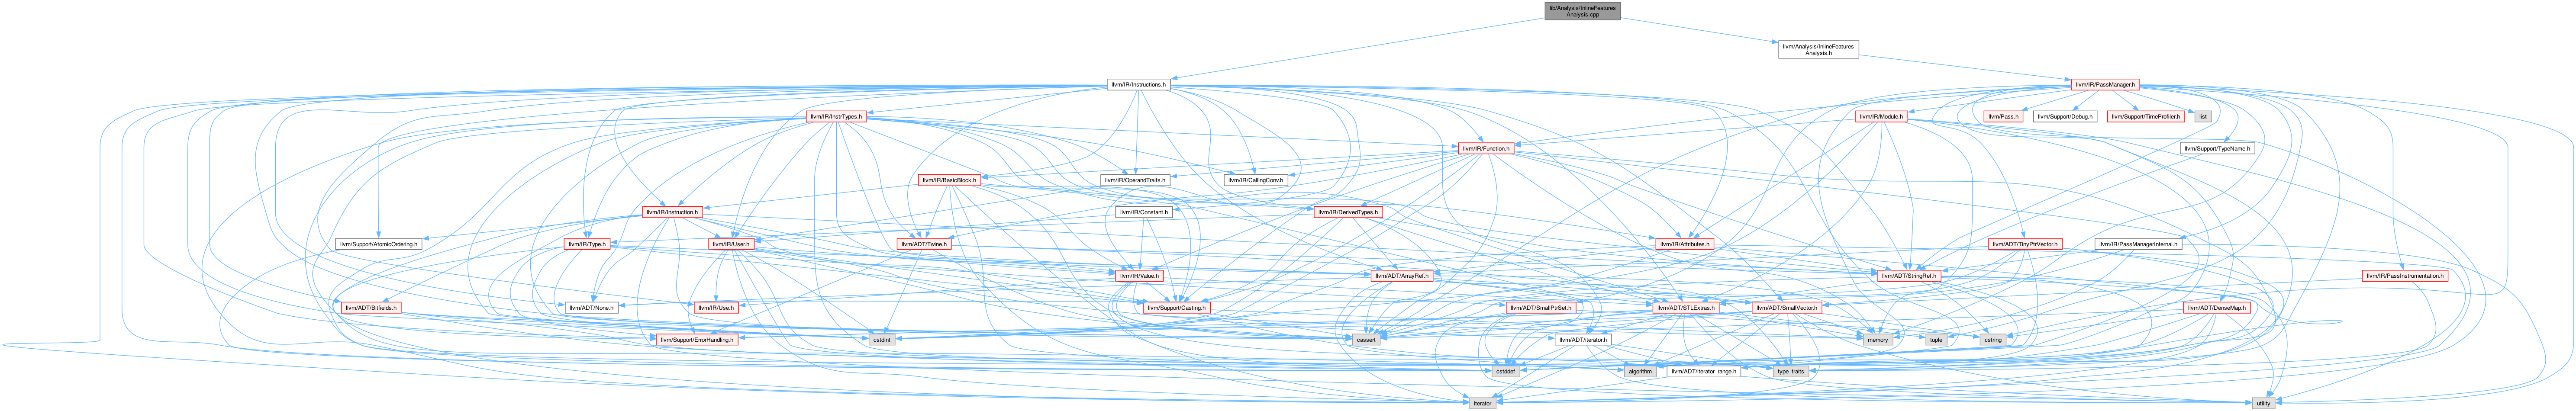 lib/Analysis/InlineFeatures
Analysis.cpp
llvm/Analysis/InlineFeatures
Analysis.h
llvm/IR/Instructions.h
llvm/IR/PassManager.h
llvm/IR/InstrTypes.h
llvm/IR/Module.h
llvm/Pass.h
llvm/Support/Debug.h
llvm/Support/TimeProfiler.h
list
llvm/IR/Function.h
llvm/Support/TypeName.h
llvm/IR/BasicBlock.h
llvm/IR/OperandTraits.h
llvm/IR/CallingConv.h
llvm/IR/Instruction.h
llvm/IR/Constant.h
llvm/IR/DerivedTypes.h
llvm/Support/AtomicOrdering.h
llvm/IR/Type.h
llvm/IR/User.h
llvm/ADT/Twine.h
llvm/IR/Attributes.h
llvm/ADT/TinyPtrVector.h
llvm/IR/PassManagerInternal.h
llvm/IR/Value.h
llvm/ADT/ArrayRef.h
llvm/ADT/StringRef.h
llvm/IR/PassInstrumentation.h
llvm/ADT/Bitfields.h
llvm/ADT/None.h
llvm/IR/Use.h
llvm/Support/Casting.h
llvm/ADT/SmallPtrSet.h
llvm/ADT/STLExtras.h
llvm/ADT/SmallVector.h
llvm/ADT/DenseMap.h
llvm/Support/ErrorHandling.h
cstdint
cassert
llvm/ADT/iterator.h
memory
tuple
cstring
cstddef
algorithm
llvm/ADT/iterator_range.h
type_traits
iterator
utility